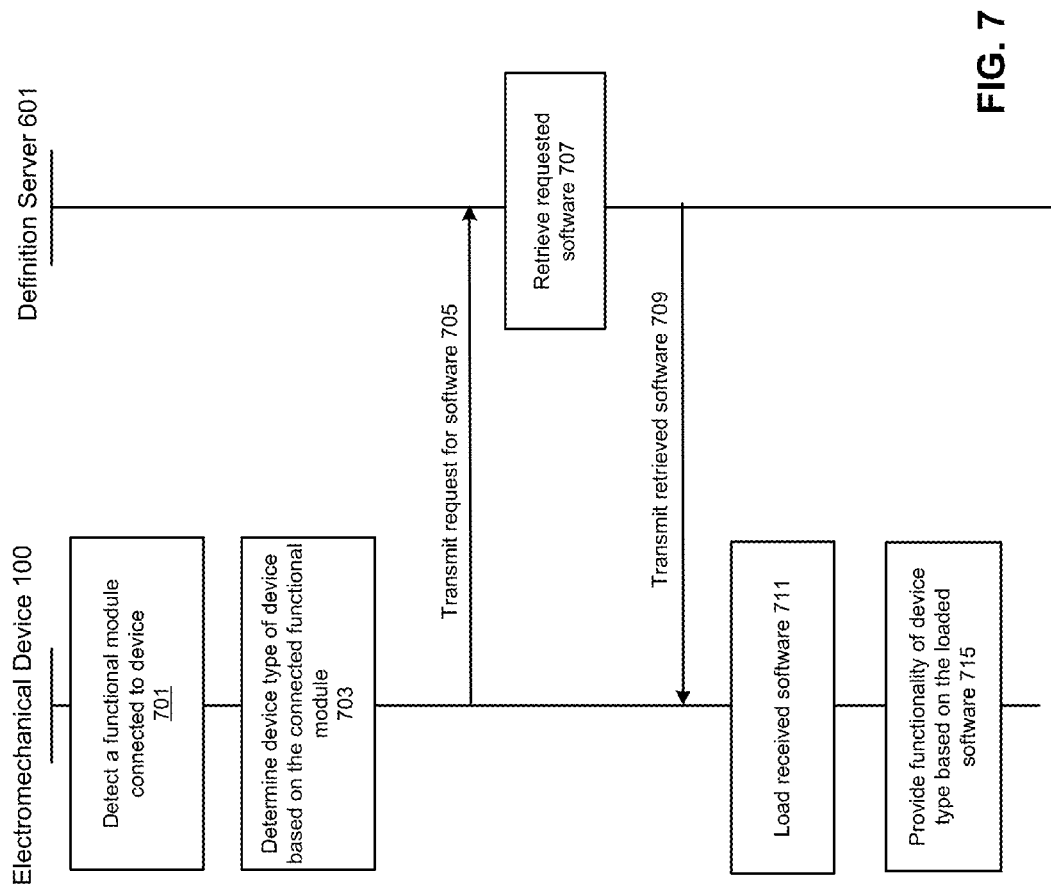 Electromechanical Device 100
Definition Server 601
Detect a functional module
connected to device
701
Determine device type of device
based on the connected functional
module
703
Transmit request for software 705
Retrieve requested
software 707
Transmit retrieved software 709
Load received software 711
Provide functionality of device
type based on the loaded
software 715
FIG. 7